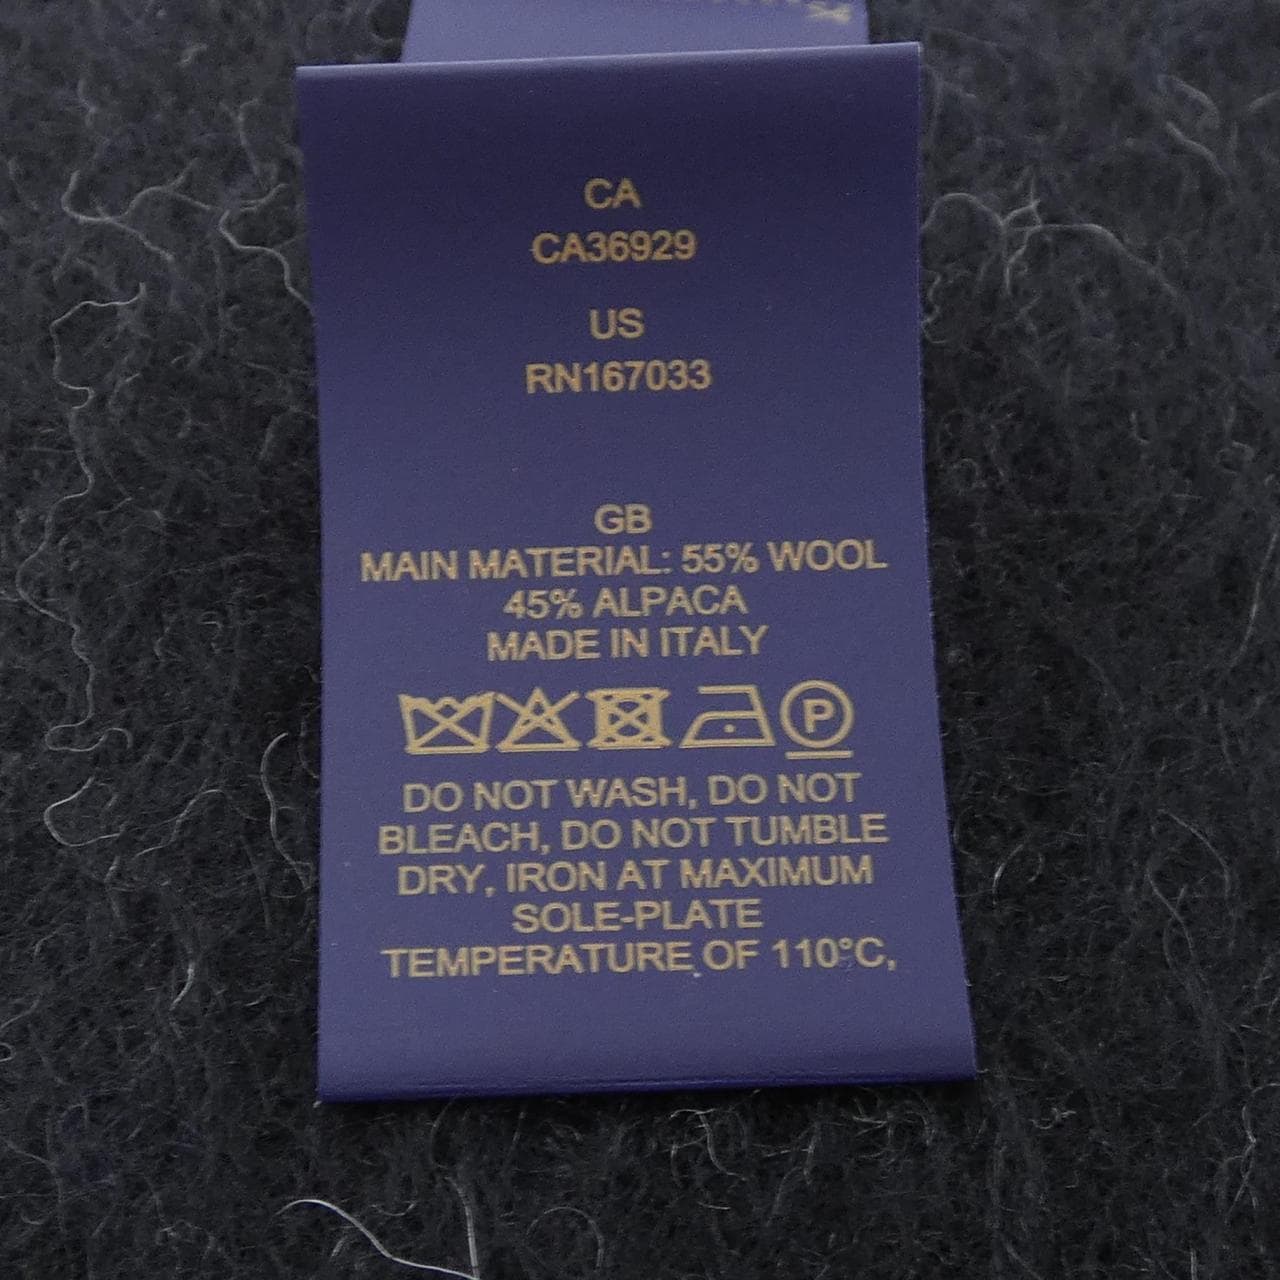 CA
CA36929
US
RN167033
GB
MAIN MATERIAL: 55% WOOL
45% ALPACA
MADE IN ITALY
P
DO NOT WASH, DO NOT
BLEACH, DO NOT TUMBLE
DRY, IRON AT MAXIMUM
SOLE-PLATE
TEMPERATURE OF 110°C,